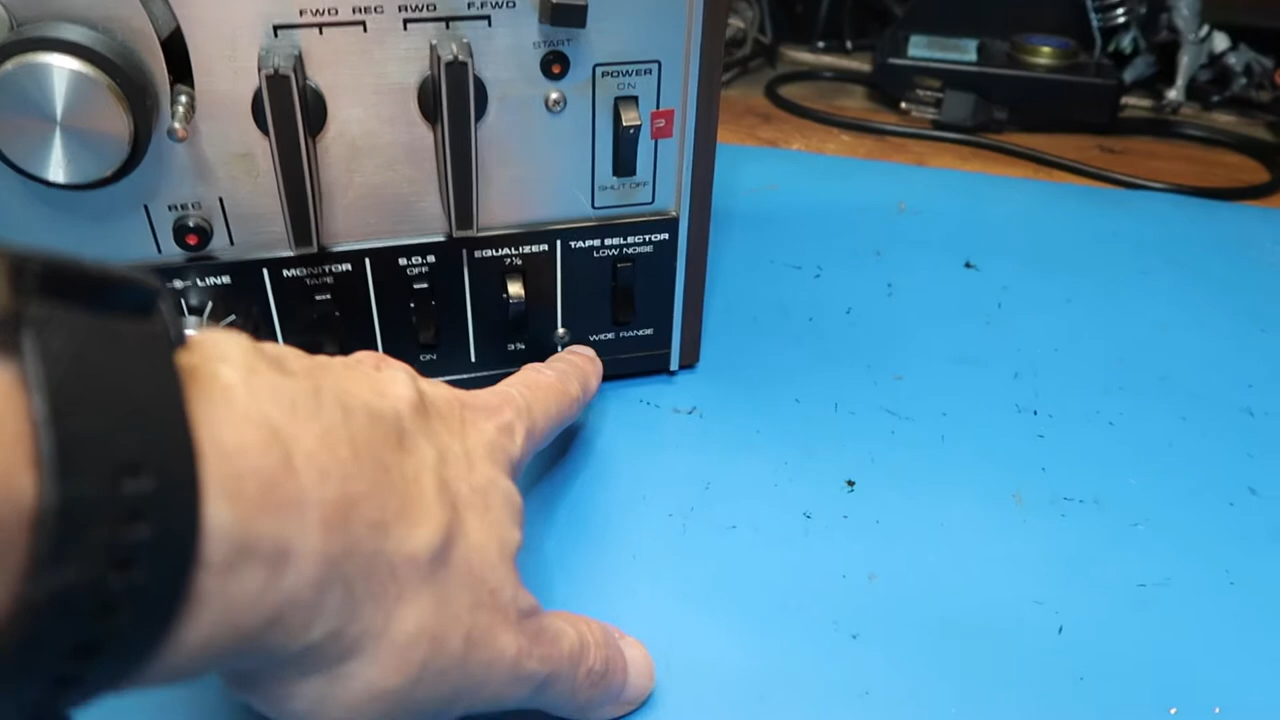 FWD REC RWD F.FWD
START
POWER
ON
P
SHUT OFF
REC
LINE
MONITOR
TAPE
S.O.S
OFF
ON
EQUALIZER
7½
3¾
TAPE SELECTOR
LOW NOISE
WIDE RANGE